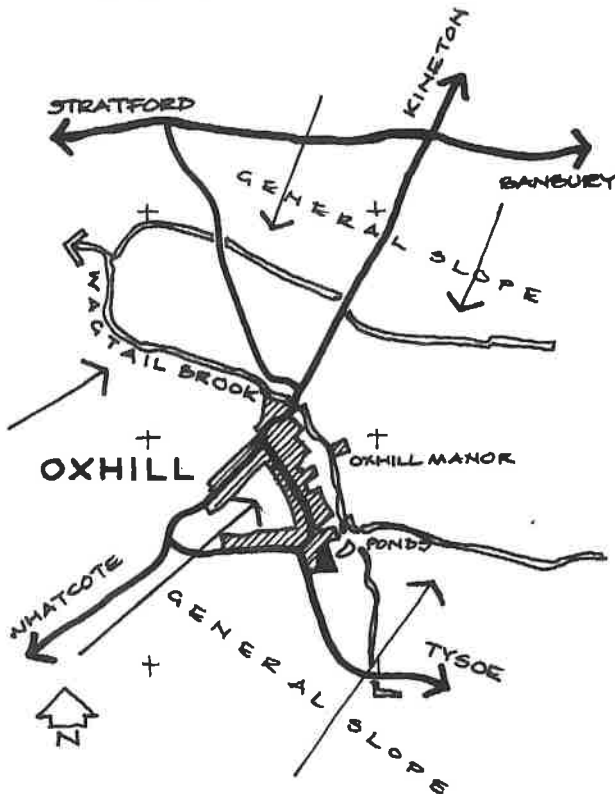 STRATFORD
KINETON
BANBURY
GENERAL SLOPE
WAGTAIL BROOK
OXHILL
OXHILL MANOR
PONDS
WHATCOTE
GENERAL SLOPE
TYSOE
N